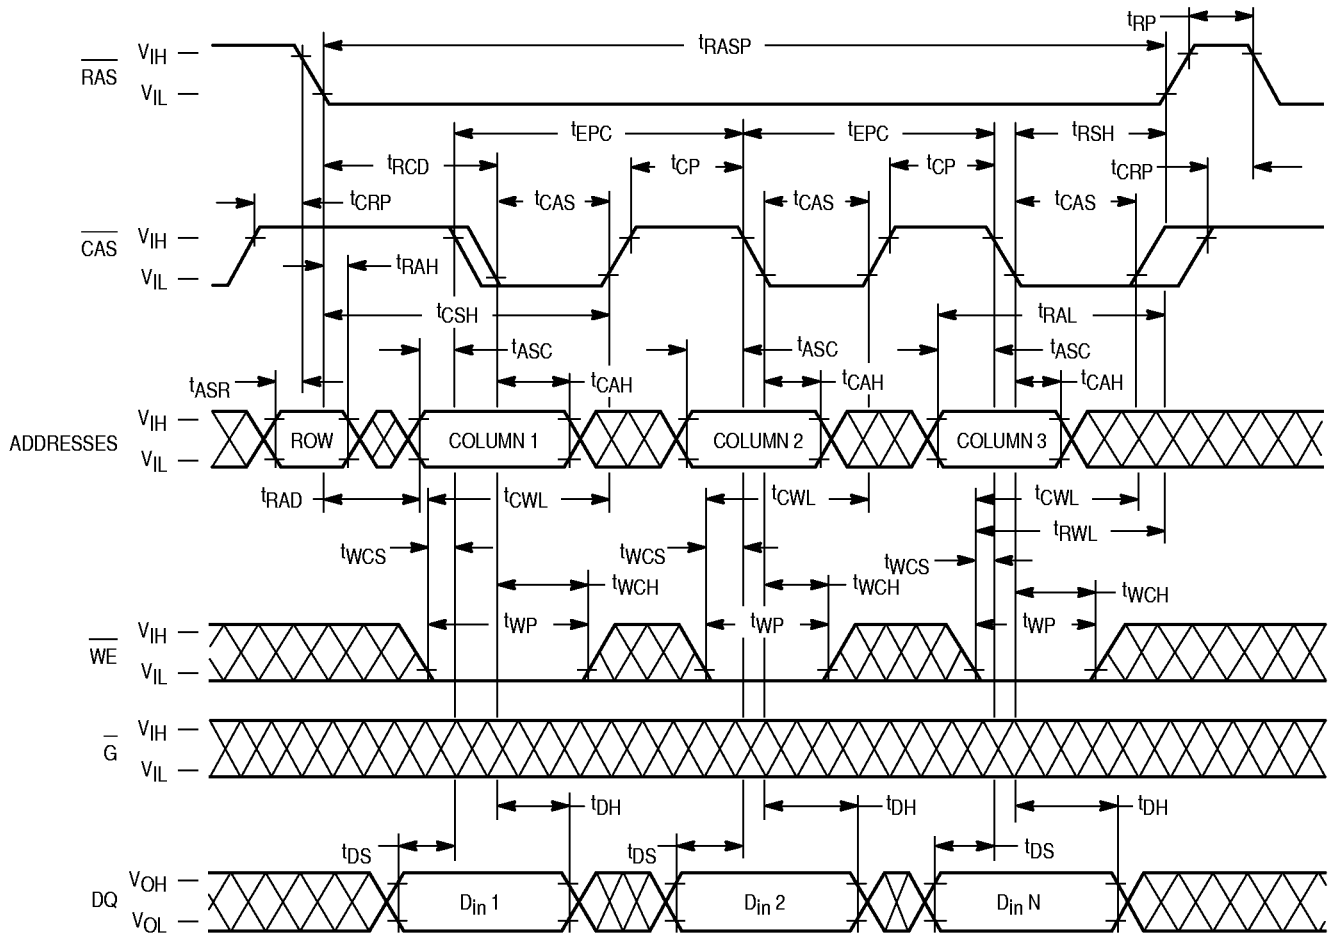 tRP
VIH
RAS
VIL
tRASP
tEPC tEPC tRSH
tRCD tCP tCP tCRP
tCRP tCAS tCAS tCAS
VIH
CAS
VIL
tRAH
tCSH tRAL
tASC tASC tASC
tASR tCAH tCAH tCAH
VIH
ADDRESSES ROW COLUMN 1 COLUMN 2 COLUMN 3
VIL
tRAD tCWL tCWL tCWL
tRWL
tWCS tWCS tWCS
tWCH tWCH tWCH
tWP tWP tWP
VIH
WE
VIL
VIH
G
VIL
tDH tDH tDH
tDS tDS tDS
VOH
DQ Din 1 Din 2 Din N
VOL